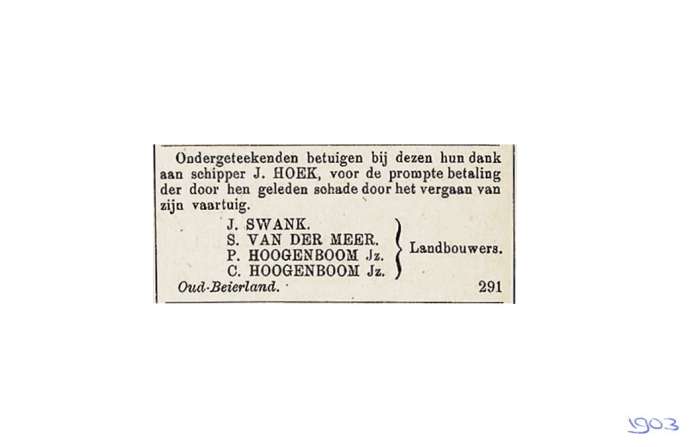 Ondergeteekenden betuigen bij dezen hun dank
aan schipper J. HOEK, voor de prompte betaling
der door hen geleden schade door het vergaan van
zijn vaartuig.
J. SWANK.
S. VAN DER MEER.
P. HOOGENBOOM Jz.
C. HOOGENBOOM Jz.
Landbouwers.
Oud-Beierland. 291
1903